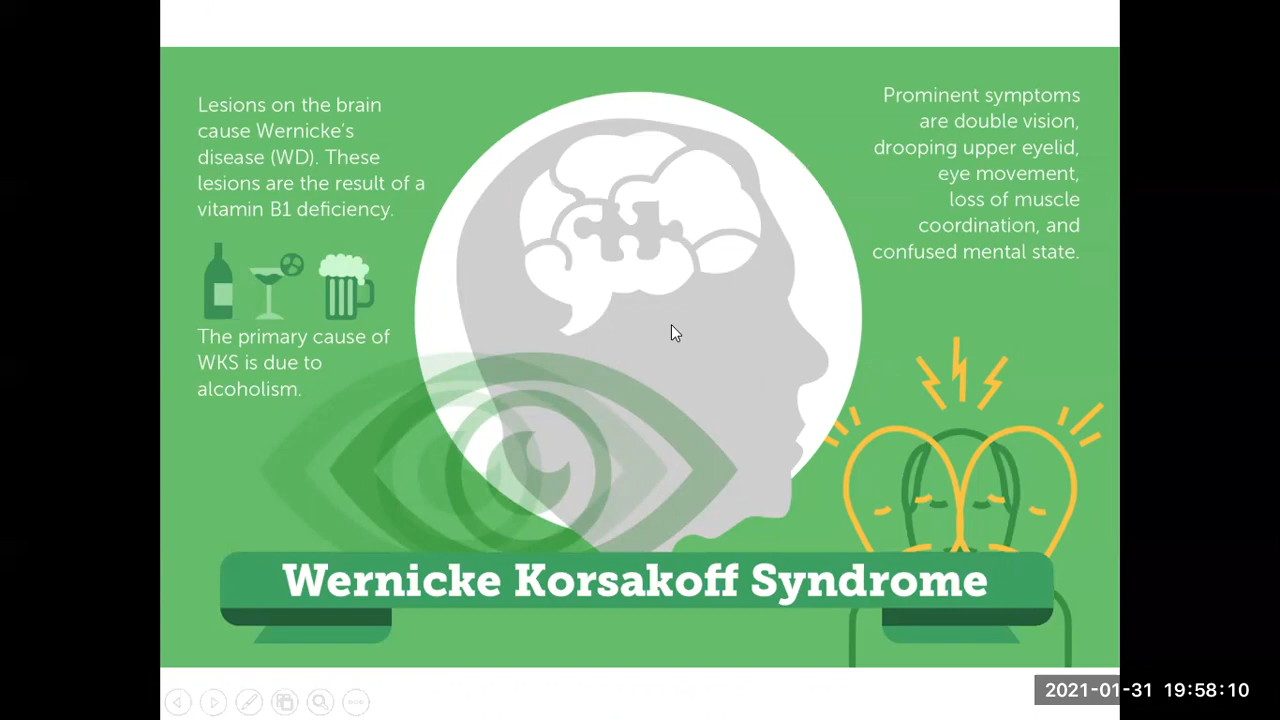 Lesions on the brain
cause Wernicke's
disease (WD). These
lesions are the result of a
vitamin B1 deficiency.
The primary cause of
WKS is due to
alcoholism.
Prominent symptoms
are double vision,
drooping upper eyelid,
eye movement,
loss of muscle
coordination, and
confused mental state.
Wernicke Korsakoff Syndrome
2021-01-31 19:58:10